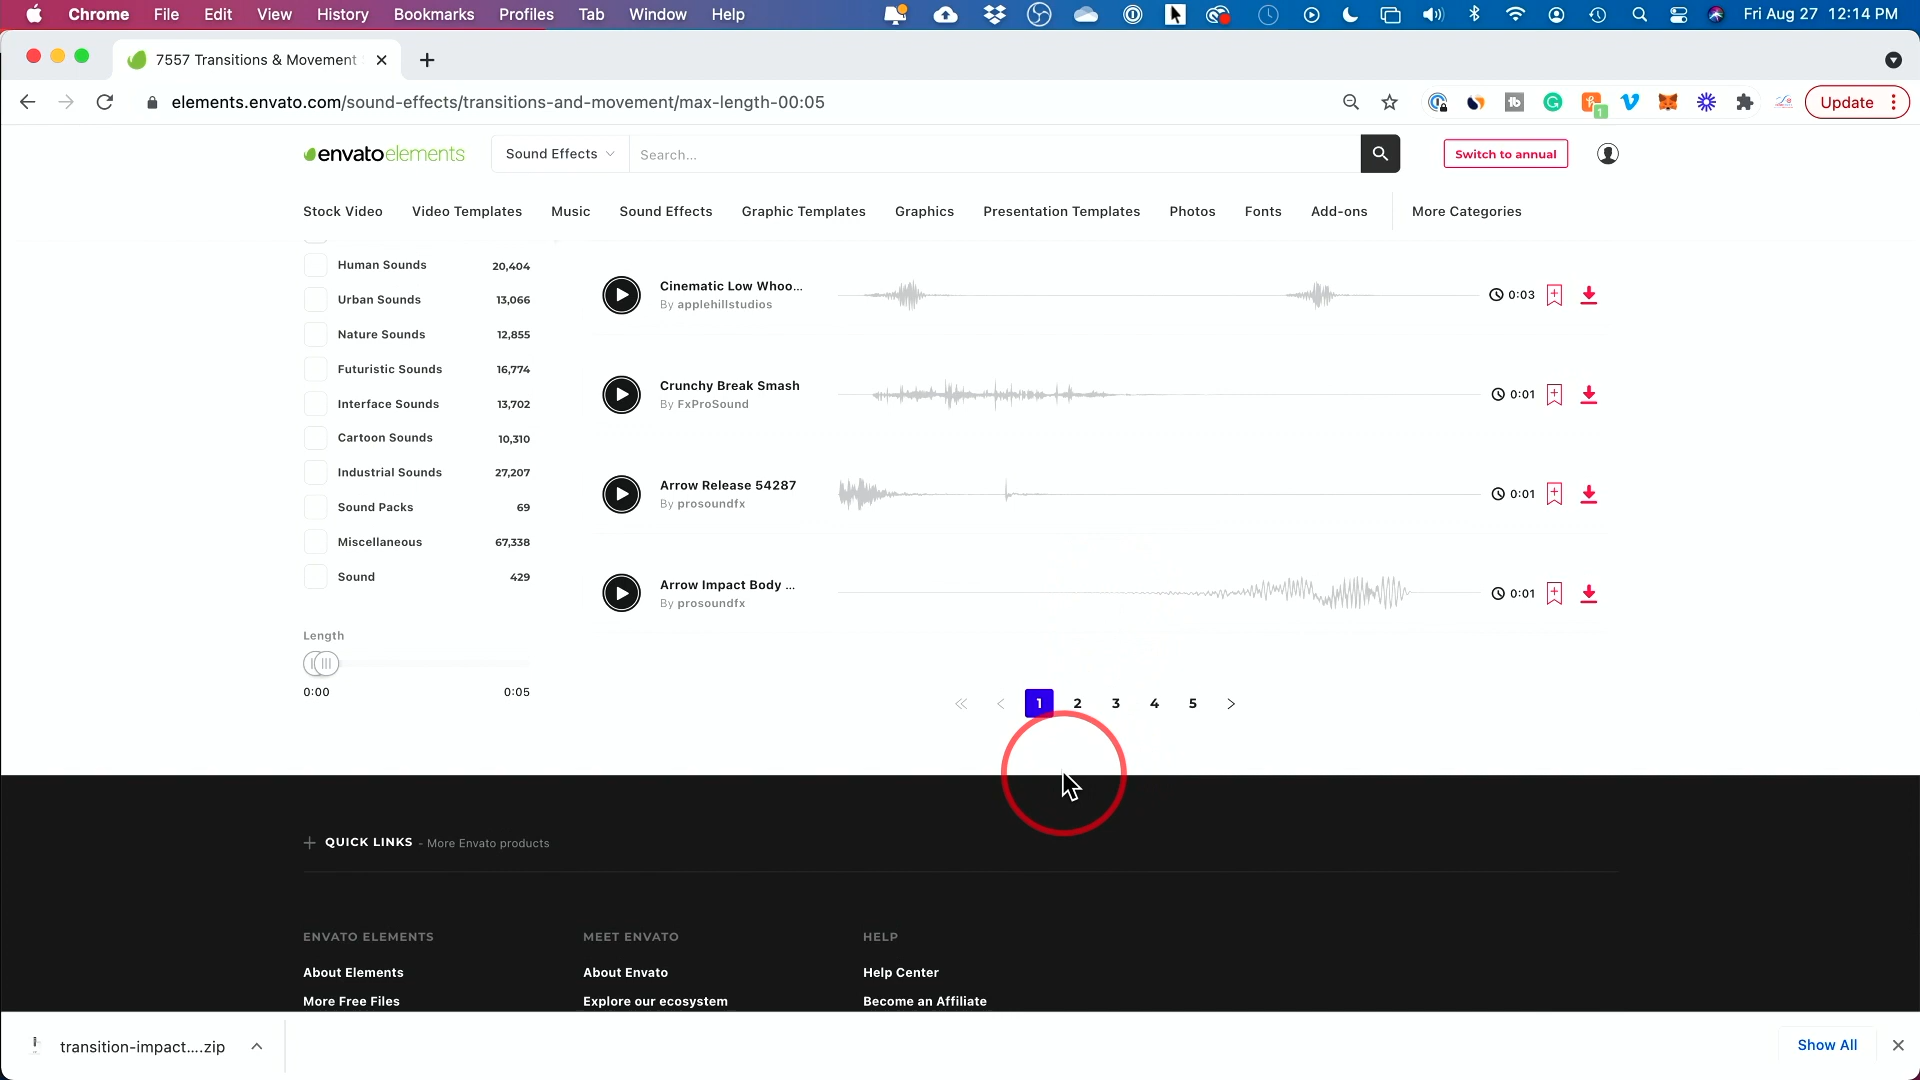 Chrome File Edit View History Bookmarks Profiles Tab Window Help Fri Aug 27 12:14 PM
7557 Transitions & Movement
elements.envato.com/sound-effects/transitions-and-movement/max-length-00:05 1 Update
envato elements Sound Effects Search... Switch to annual
Stock Video Video Templates Music Sound Effects Graphic Templates Graphics Presentation Templates Photos Fonts Add-ons More Categories
Human Sounds 20,404
Urban Sounds 13,066
Nature Sounds 12,855
Futuristic Sounds 16,774
Interface Sounds 13,702
Cartoon Sounds 10,310
Industrial Sounds 27,207
Sound Packs 69
Miscellaneous 67,338
Sound 429
Length
0:00 0:05
Cinematic Low Whoo... 0:03
By applehillstudios
Crunchy Break Smash 0:01
By FxProSound
Arrow Release 54287 0:01
By prosoundfx
Arrow Impact Body ... 0:01
By prosoundfx
1 2 3 4 5
QUICK LINKS - More Envato products
ENVATO ELEMENTS MEET ENVATO HELP
About Elements About Envato Help Center
More Free Files Explore our ecosystem Become an Affiliate
transition-impact....zip Show All